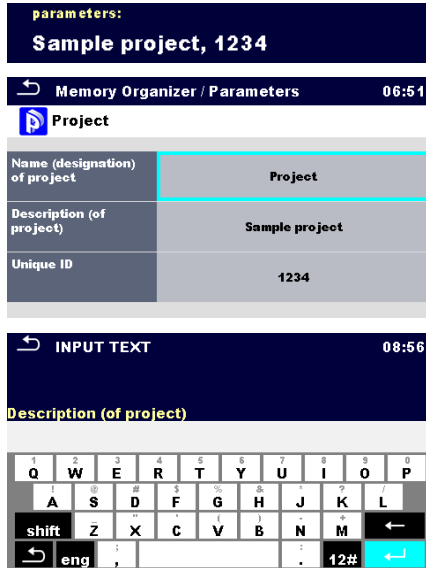 parameters:
Sample project, 1234
Memory Organizer / Parameters 06:51
Project
Name (designation)
of project
Project
Description (of
project)
Sample project
Unique ID
1234
INPUT TEXT 08:56
Description (of project)
1 2 3 4 5 6 7 8 9 0
Q W E R T Y U I O P
! @ # $ % & * ? /
A S D F G H J K L
shift Z X C V B N M ←
eng , . 12#